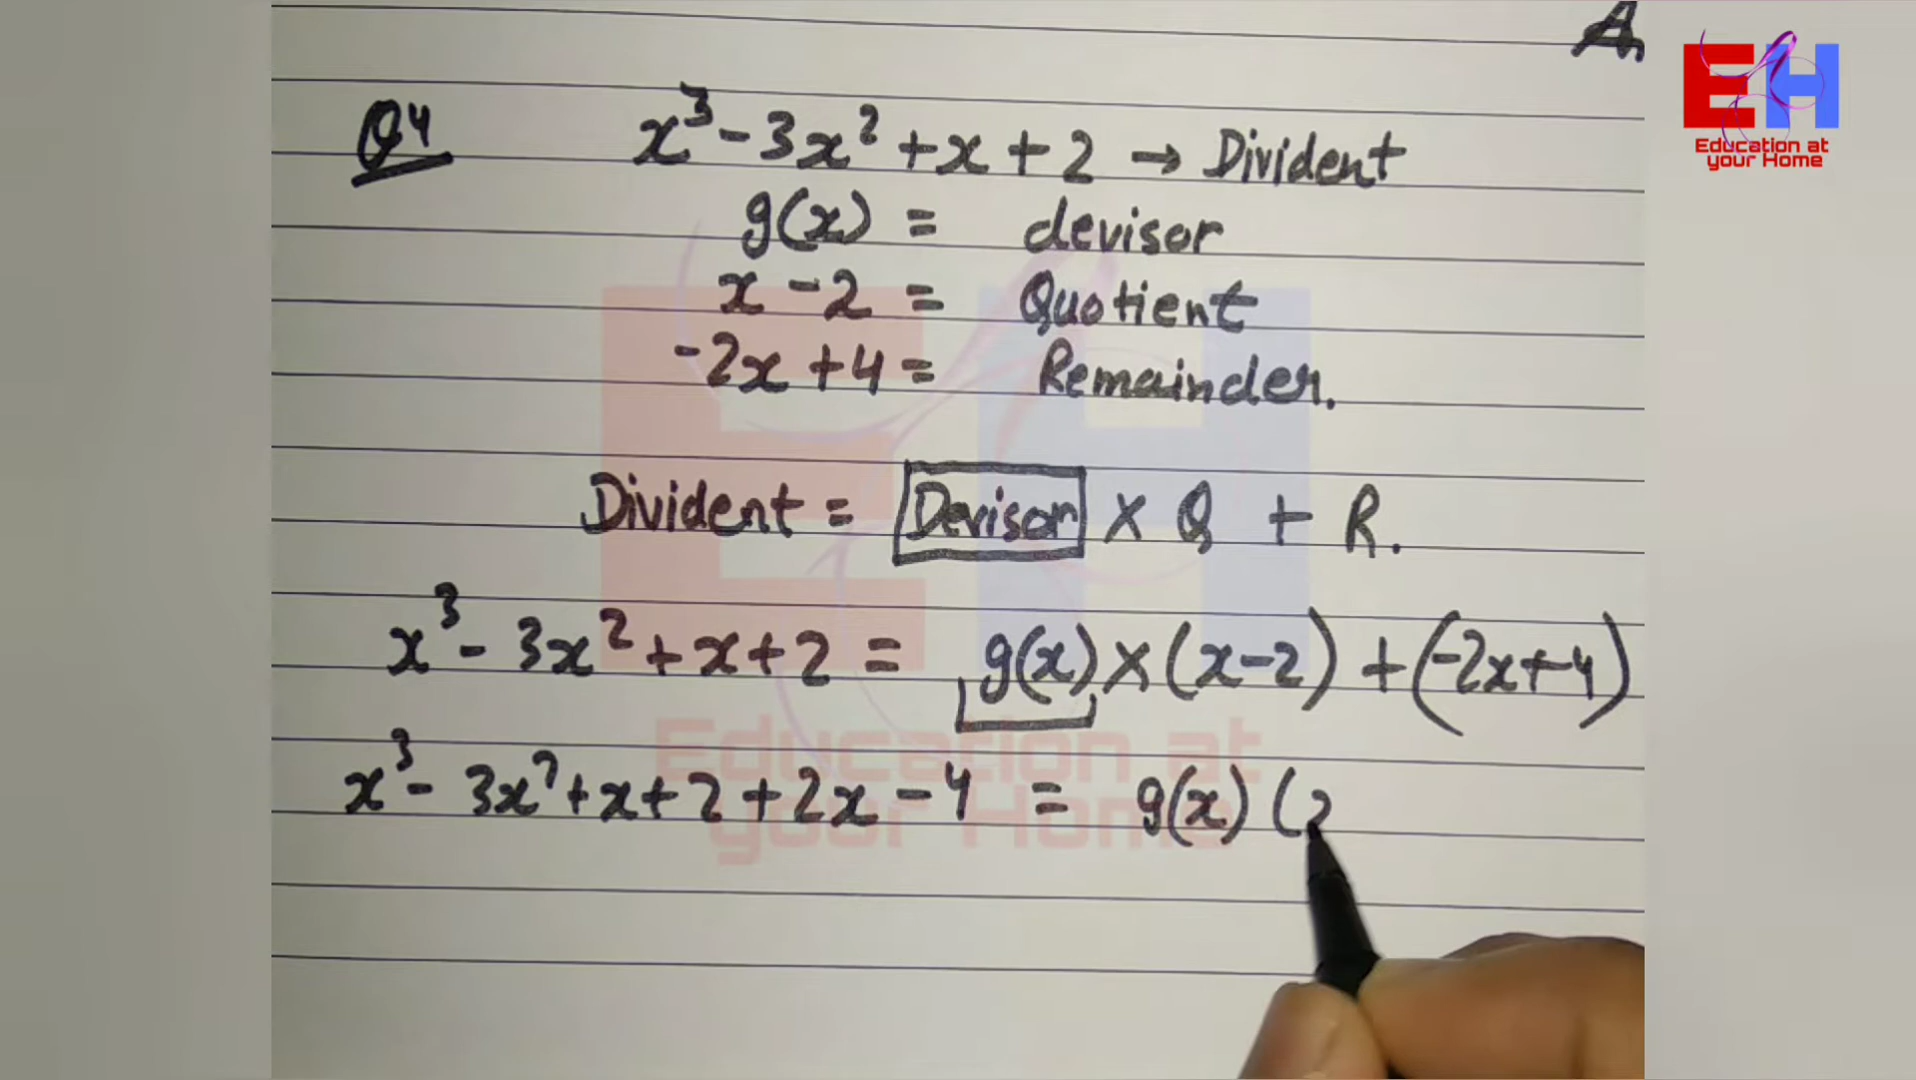 A
EH
Education at
your Home
Q4 x³ - 3x² + x + 2 → Divident
g(x) = devisor
x - 2 = Quotient
-2x + 4 = Remainder.
Divident = Devisor × Q + R.
x³ - 3x² + x + 2 = g(x) × (x-2) + (-2x+4)
Education at
your Home
x³ - 3x² + x + 2 + 2x - 4 = g(x) (